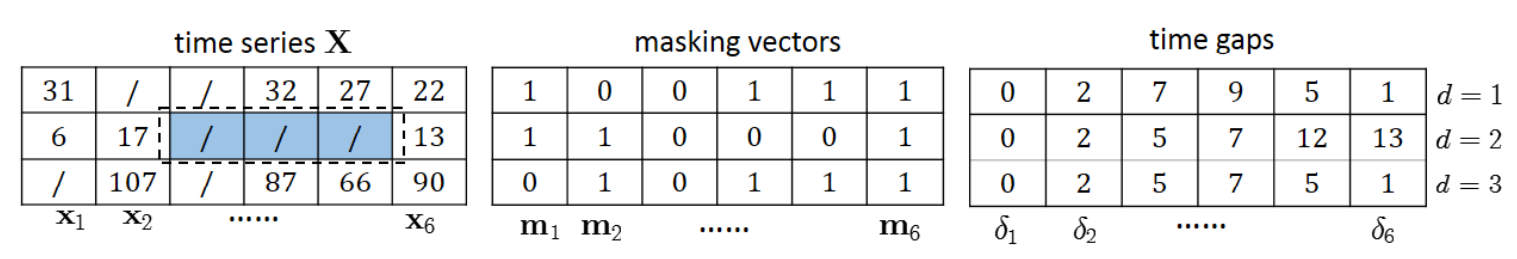 time series X masking vectors time gaps
31 / / 32 27 22 1 0 0 1 1 1 0 2 7 9 5 1 d = 1
6 17 / / / 13 1 1 0 0 0 1 0 2 5 7 12 13 d = 2
/ 107 / 87 66 90 0 1 0 1 1 1 0 2 5 7 5 1 d = 3
x₁ x₂ ...... x₆ m₁ m₂ ...... m₆ δ₁ δ₂ ...... δ₆